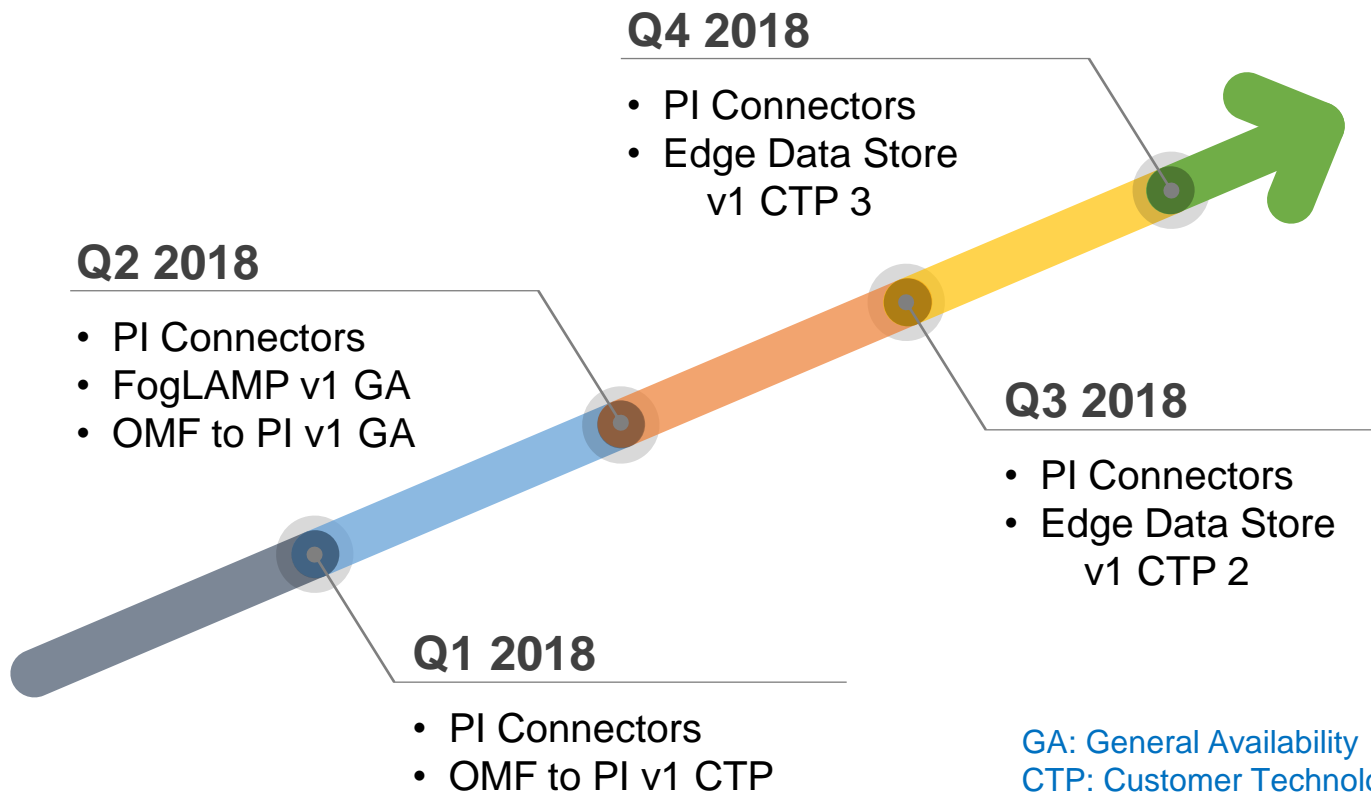 Q4 2018
• PI Connectors
• Edge Data Store
v1 CTP 3
Q2 2018
• PI Connectors
• FogLAMP v1 GA
• OMF to PI v1 GA
Q3 2018
• PI Connectors
• Edge Data Store
v1 CTP 2
Q1 2018
• PI Connectors
• OMF to PI v1 CTP
GA: General Availability
CTP: Customer